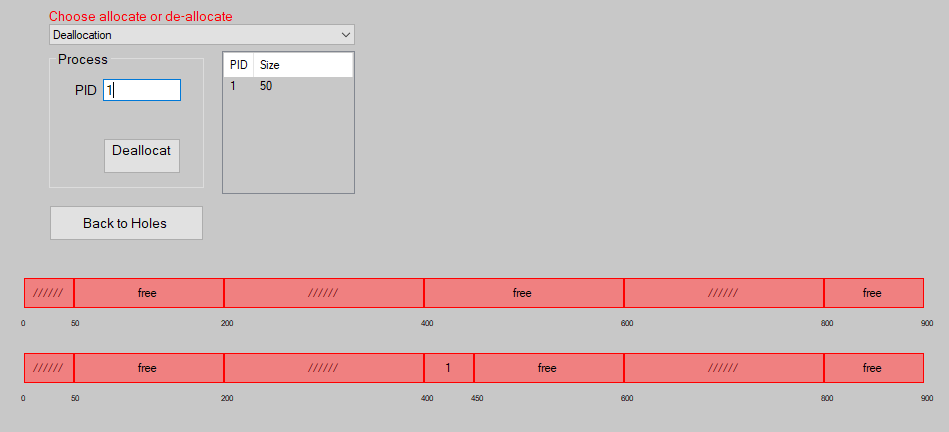 Choose allocate or de-allocate
Deallocation
Process
PID 1
Deallocat
PID Size
1 50
Back to Holes
////// free ////// free ////// free
0 50 200 400 600 800 900
////// free ////// 1 free ////// free
0 50 200 400 450 600 800 900